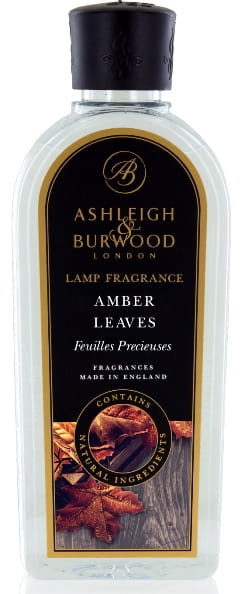 AB
ASHLEIGH
&
BURWOOD
LONDON
LAMP FRAGRANCE
AMBER
LEAVES
Feuilles Precieuses
FRAGRANCES
MADE IN ENGLAND
CONTAINS
NATURAL INGREDIENTS